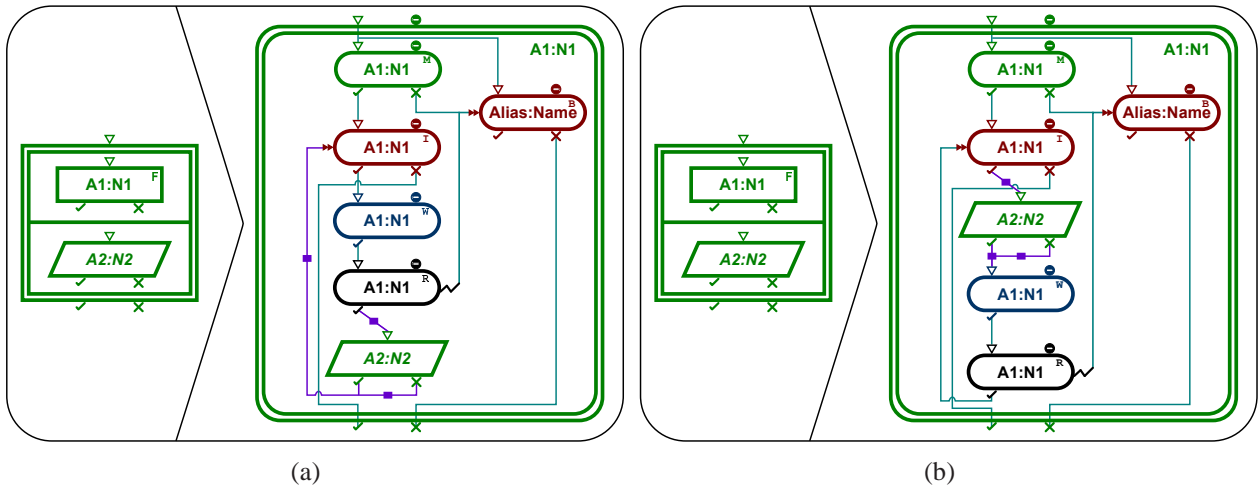 A1:N1
A1:N1 M
Alias:Name B
A1:N1 F
A1:N1 I
A2:N2
A1:N1 W
A1:N1 R
A2:N2
(a)
A1:N1
A1:N1 M
Alias:Name B
A1:N1 F
A1:N1 I
A2:N2
A2:N2
A1:N1 W
A1:N1 R
(b)